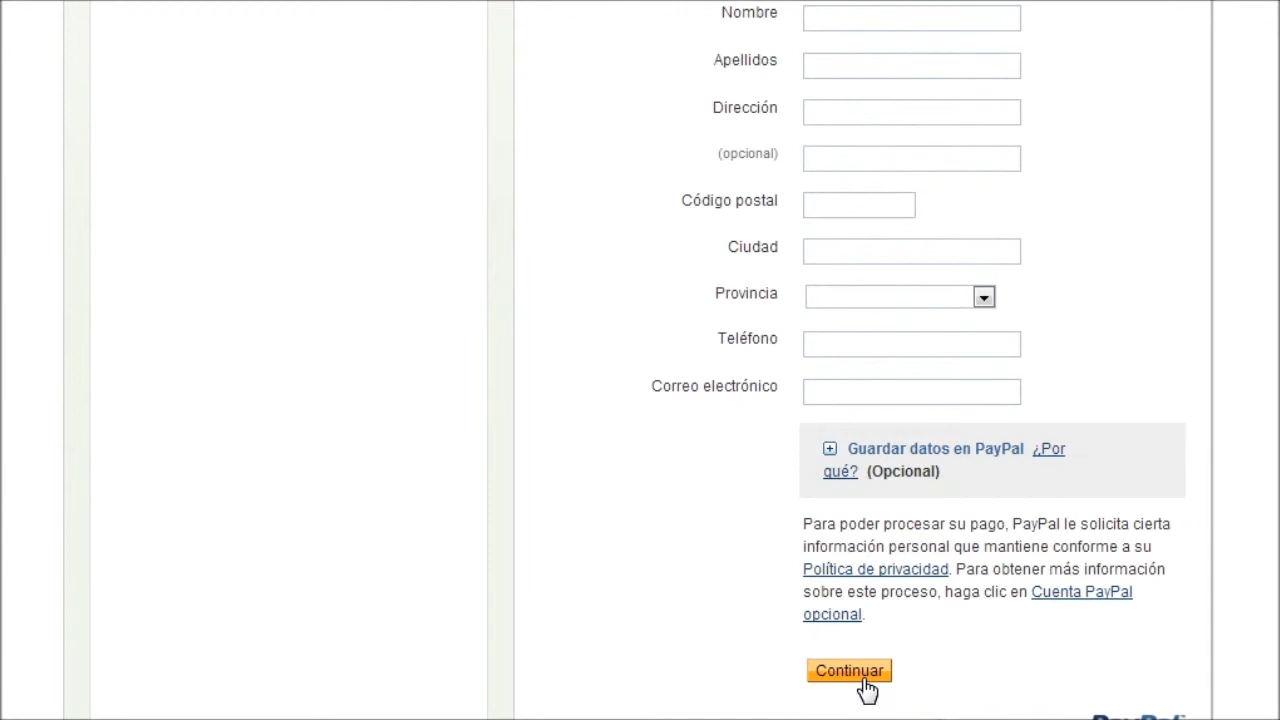 Nombre
Apellidos
Dirección
(opcional)
Código postal
Ciudad
Provincia
Teléfono
Correo electrónico
Guardar datos en PayPal ¿Por
qué? (Opcional)
Para poder procesar su pago, PayPal le solicita cierta
información personal que mantiene conforme a su
Política de privacidad. Para obtener más información
sobre este proceso, haga clic en Cuenta PayPal
opcional.
Continuar
PayPal